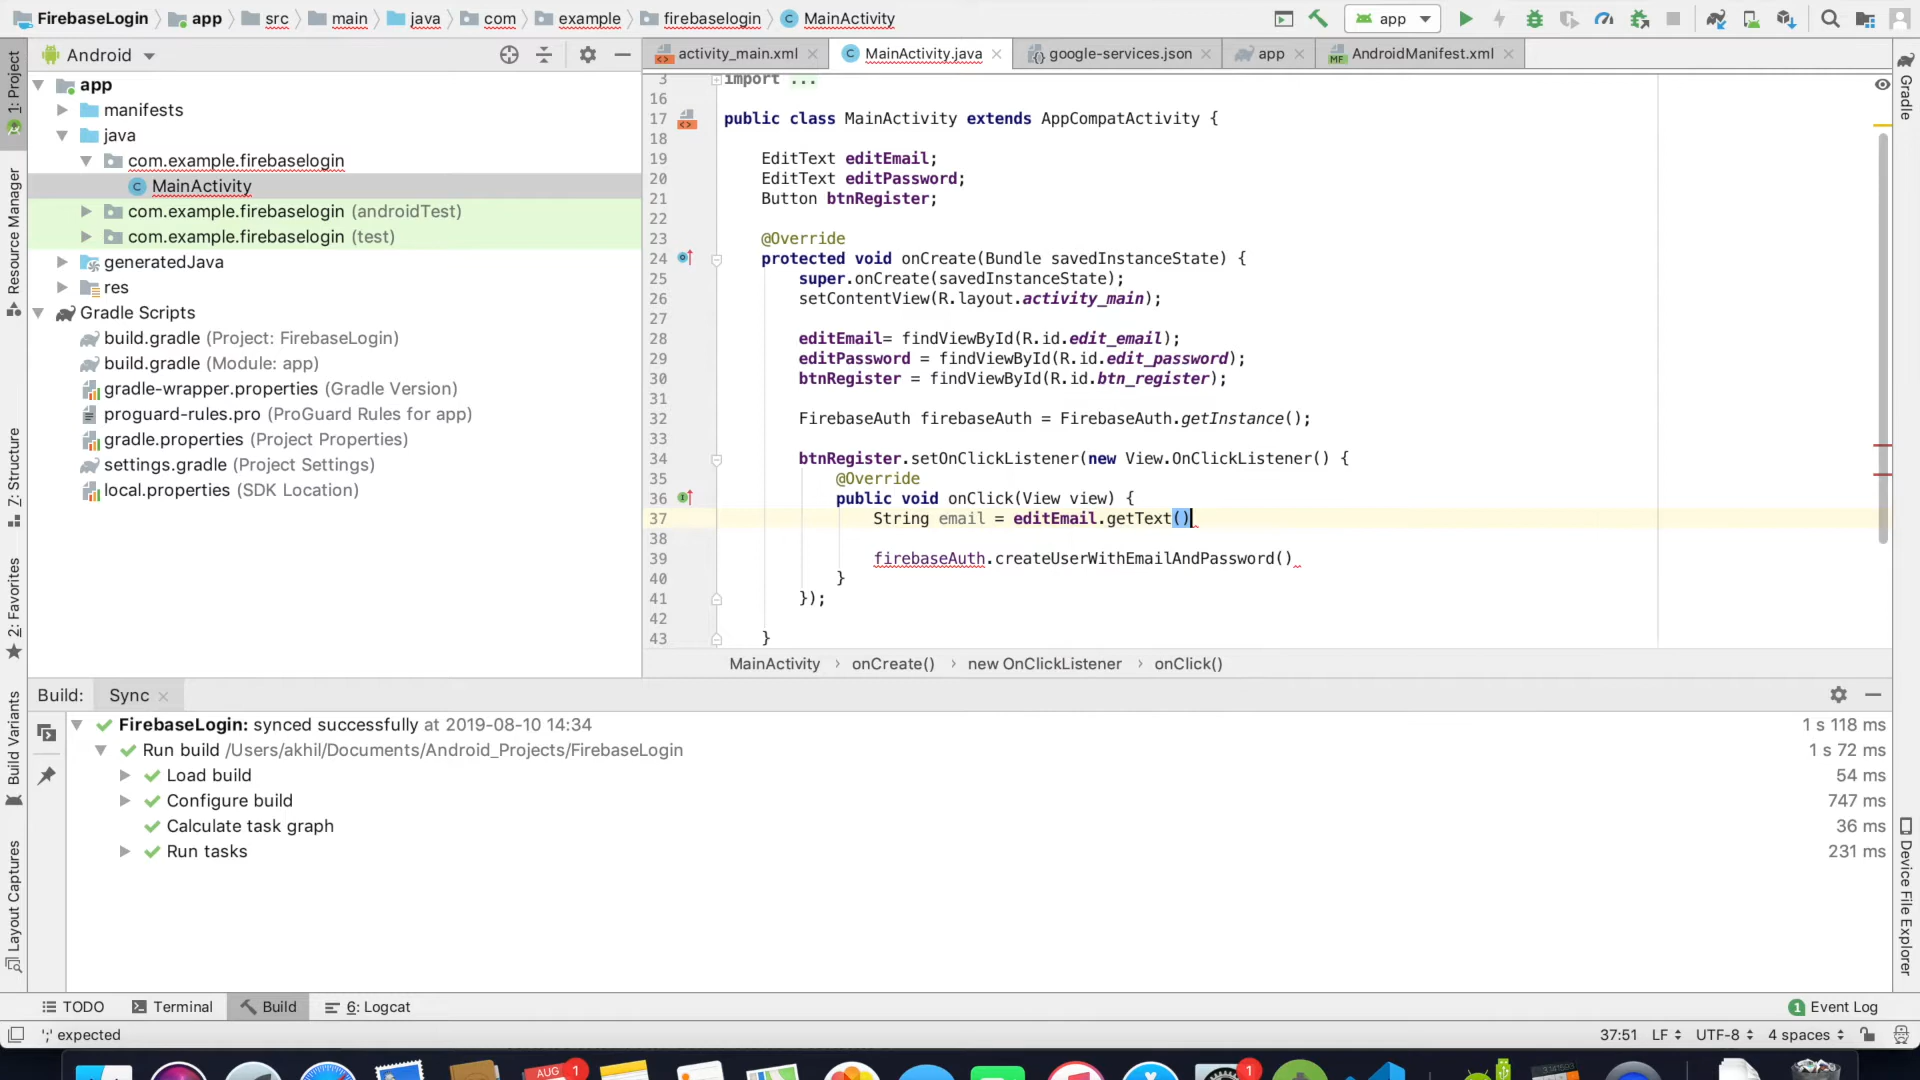 FirebaseLogin app src main java com example firebaselogin MainActivity app
Android
activity_main.xml MainActivity.java google-services.json app AndroidManifest.xml
1: Project
Resource Manager
7: Structure
2: Favorites
Build Variants
Layout Captures
app
manifests
java
com.example.firebaselogin
MainActivity
com.example.firebaselogin (androidTest)
com.example.firebaselogin (test)
generatedJava
res
Gradle Scripts
build.gradle (Project: FirebaseLogin)
build.gradle (Module: app)
gradle-wrapper.properties (Gradle Version)
proguard-rules.pro (ProGuard Rules for app)
gradle.properties (Project Properties)
settings.gradle (Project Settings)
local.properties (SDK Location)
3 import ...
16
17 public class MainActivity extends AppCompatActivity {
18
19 EditText editEmail;
20 EditText editPassword;
21 Button btnRegister;
22
23 @Override
24 protected void onCreate(Bundle savedInstanceState) {
25 super.onCreate(savedInstanceState);
26 setContentView(R.layout.activity_main);
27
28 editEmail= findViewById(R.id.edit_email);
29 editPassword = findViewById(R.id.edit_password);
30 btnRegister = findViewById(R.id.btn_register);
31
32 FirebaseAuth firebaseAuth = FirebaseAuth.getInstance();
33
34 btnRegister.setOnClickListener(new View.OnClickListener() {
35 @Override
36 public void onClick(View view) {
37 String email = editEmail.getText()
38
39 firebaseAuth.createUserWithEmailAndPassword()
40 }
41 });
42
43 }
MainActivity › onCreate() › new OnClickListener › onClick()
Gradle
Device File Explorer
Build: Sync
FirebaseLogin: synced successfully at 2019-08-10 14:34 1 s 118 ms
Run build /Users/akhil/Documents/Android_Projects/FirebaseLogin 1 s 72 ms
Load build 54 ms
Configure build 747 ms
Calculate task graph 36 ms
Run tasks 231 ms
TODO Terminal Build 6: Logcat 1 Event Log
';' expected 37:51 LF UTF-8 4 spaces
AUG 1 1